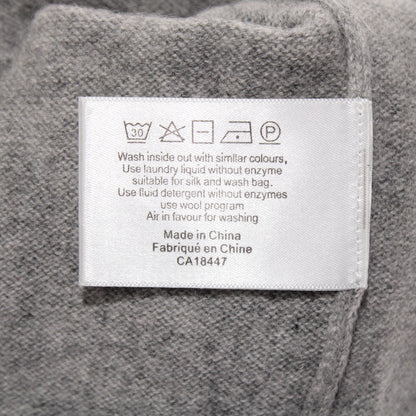 30 P
Wash inside out with similar colours,
Use laundry liquid without enzyme
suitable for silk and wash bag.
Use fluid detergent without enzymes
use wool program
Air in favour for washing
Made in China
Fabriqué en Chine
CA18447